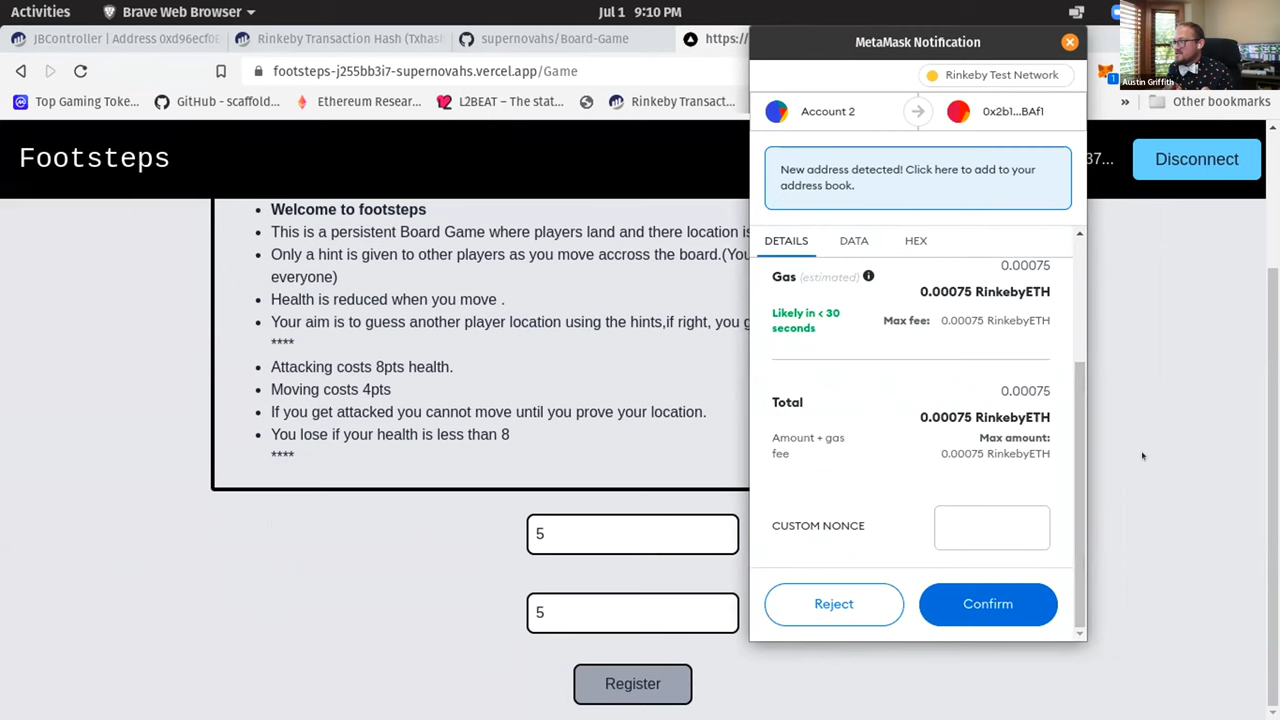 Activities
Brave Web Browser
Jul 1 9:10 PM
JBController | Address 0xd96ecf0
Rinkeby Transaction Hash (Txhas
supernovahs/Board-Game
https:/
footsteps-j255bb3i7-supernovahs.vercel.app/Game
Top Gaming Toke...
GitHub - scaffold...
Ethereum Resear...
L2BEAT – The stat...
Rinkeby Transact...
»
Other bookmarks
Austin Griffith
Footsteps
37...
Disconnect
Welcome to footsteps
This is a persistent Board Game where players land and there location is
Only a hint is given to other players as you move accross the board.(You
everyone)
Health is reduced when you move .
Your aim is to guess another player location using the hints,if right, you g
****
Attacking costs 8pts health.
Moving costs 4pts
If you get attacked you cannot move until you prove your location.
You lose if your health is less than 8
****
5
5
Register
MetaMask Notification
Rinkeby Test Network
Account 2
0x2b1...BAf1
New address detected! Click here to add to your
address book.
DETAILS DATA HEX
0.00075
Gas (estimated)
0.00075 RinkebyETH
Likely in < 30
seconds
Max fee: 0.00075 RinkebyETH
0.00075
Total
0.00075 RinkebyETH
Amount + gas
fee
Max amount:
0.00075 RinkebyETH
CUSTOM NONCE
Reject
Confirm